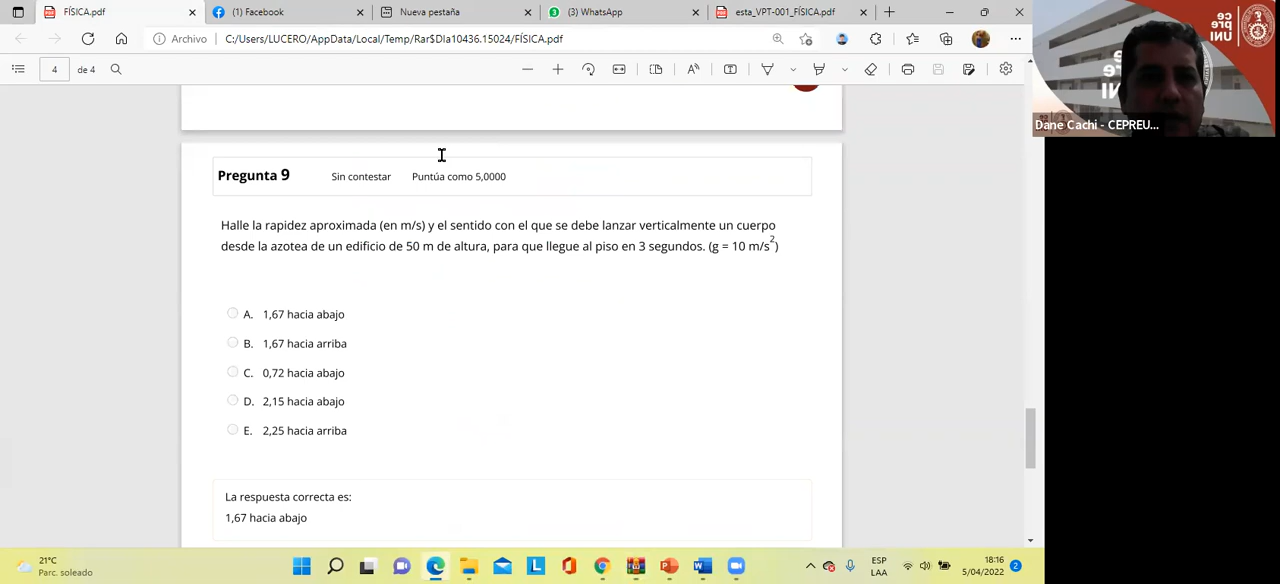 FÍSICA.pdf
(1) Facebook
Nueva pestaña
(3) WhatsApp
esta_VPT-001_FÍSICA.pdf
Archivo
C:/Users/LUCERO/AppData/Local/Temp/Rar$DIa10436.15024/FÍSICA.pdf
4
de 4
Pregunta 9
Sin contestar
Puntúa como 5,0000
Halle la rapidez aproximada (en m/s) y el sentido con el que se debe lanzar verticalmente un cuerpo
desde la azotea de un edificio de 50 m de altura, para que llegue al piso en 3 segundos. (g = 10 m/s²)
A. 1,67 hacia abajo
B. 1,67 hacia arriba
C. 0,72 hacia abajo
D. 2,15 hacia abajo
E. 2,25 hacia arriba
La respuesta correcta es:
1,67 hacia abajo
ce
pre
UNI
Dane Cachi - CEPREU...
21°C
Parc. soleado
ESP
LAA
18:16
5/04/2022
2